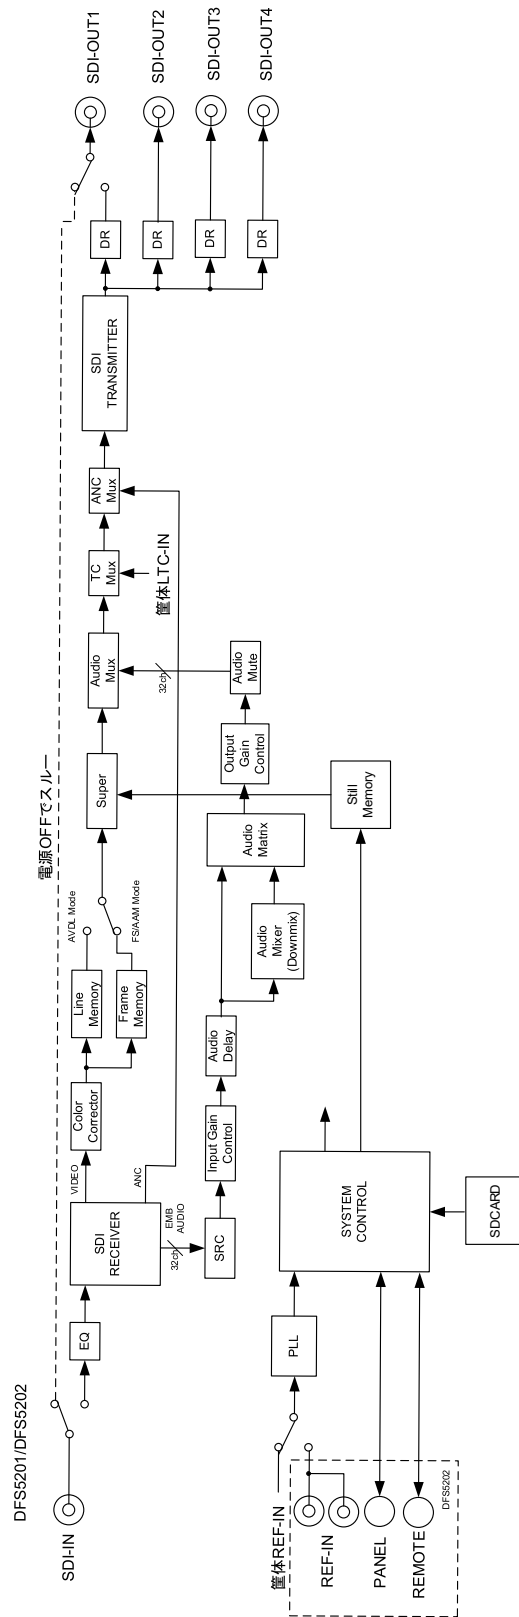 DFS5201/DFS5202
電源OFFでスルー
SDI-IN
EQ
SDI
RECEIVER
VIDEO
ANC
EMB
AUDIO
32ch
Color
Corrector
Line
Memory
Frame
Memory
AVDL Mode
FS/AAM Mode
Super
Audio
Mux
TC
Mux
ANC
Mux
SDI
TRANSMITTER
DR
DR
DR
DR
SDI-OUT1
SDI-OUT2
SDI-OUT3
SDI-OUT4
筐体LTC-IN
SRC
Input Gain
Control
Audio
Delay
Audio
Mixer
(Downmix)
Audio
Matrix
Output
Gain
Control
Audio
Mute
32ch
Still
Memory
筐体REF-IN
PLL
SYSTEM
CONTROL
SDCARD
REF-IN
PANEL
REMOTE
DFS5202